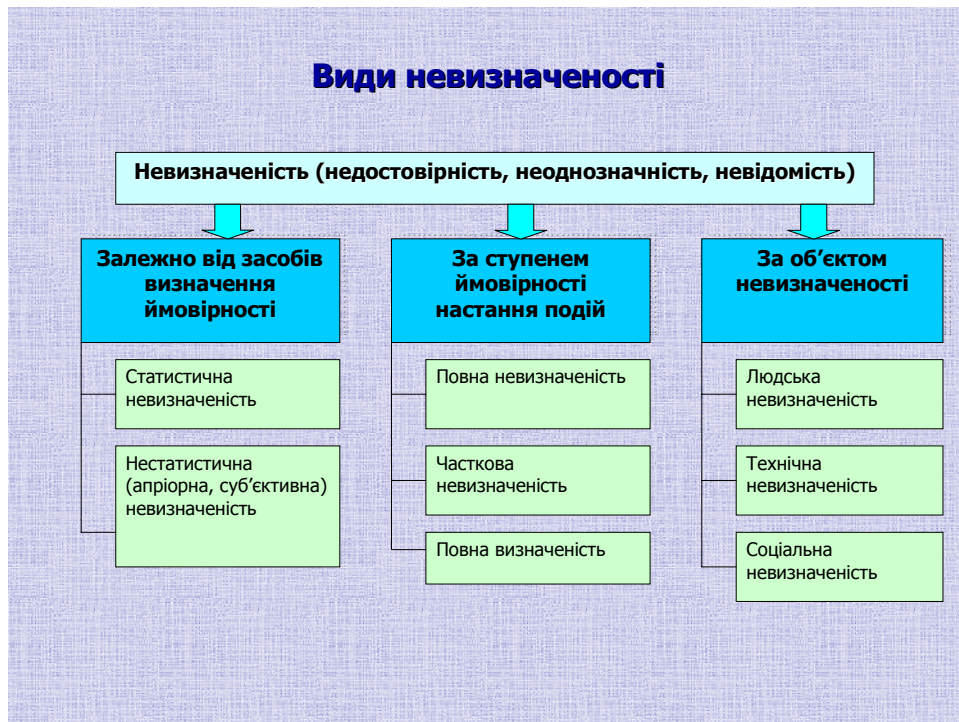 Види невизначеності
Невизначеність (недостовірність, неоднозначність, невідомість)
Залежно від засобів
визначення
ймовірності
Статистична
невизначеність
Нестатистична
(апріорна, суб’єктивна)
невизначеність
За ступенем
ймовірності
настання подій
Повна невизначеність
Часткова
невизначеність
Повна визначеність
За об’єктом
невизначеності
Людська
невизначеність
Технічна
невизначеність
Соціальна
невизначеність